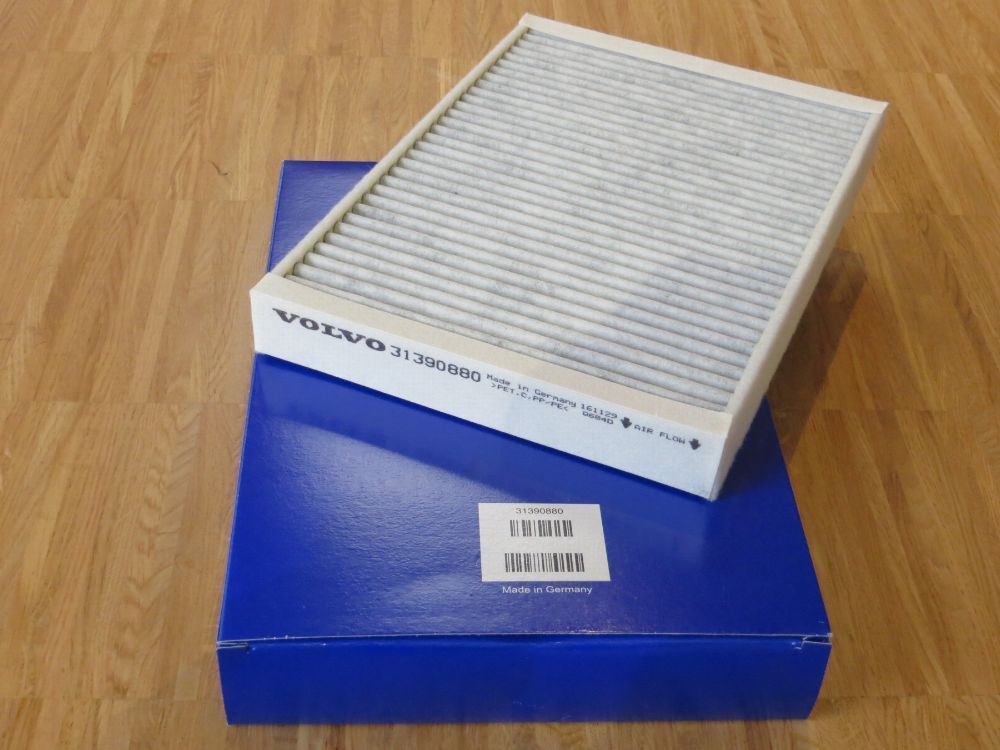 VOLVO 31390880 Made in Germany 161129
>PET,C,PP/PE< 0604D AIR FLOW
31390880
Made in Germany